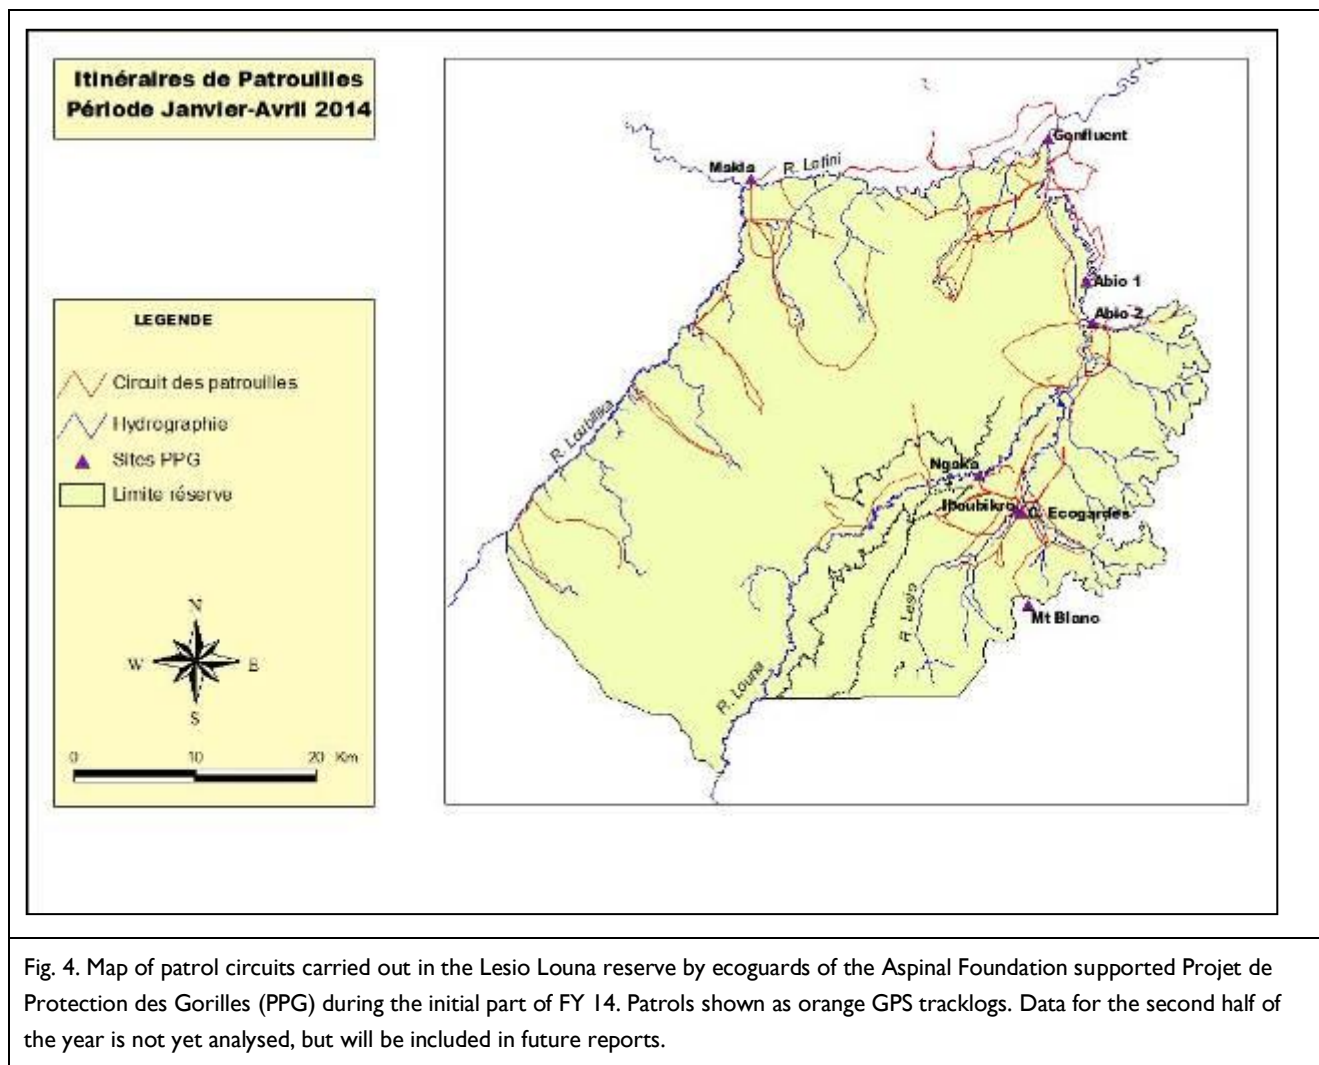 Itinéraires de Patrouilles
Période Janvier-Avril 2014
LEGENDE
Circuit des patrouilles
Hydrographie
Sites PPG
Limite réserve
N
W E
S
0 10 20 Km
Confluent
Makia
R. Lefini
Abio 1
Abio 2
R. Loubilika
Ngoka
Iboubikro
C. Ecogardes
R. Lesio
Mt Blanc
R. Louna
Fig. 4. Map of patrol circuits carried out in the Lesio Louna reserve by ecoguards of the Aspinal Foundation supported Projet de
Protection des Gorilles (PPG) during the initial part of FY 14. Patrols shown as orange GPS tracklogs. Data for the second half of
the year is not yet analysed, but will be included in future reports.